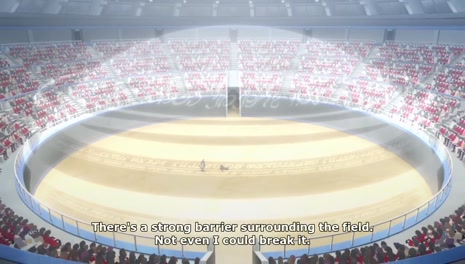 There's a strong barrier surrounding the field.
Not even I could break it.